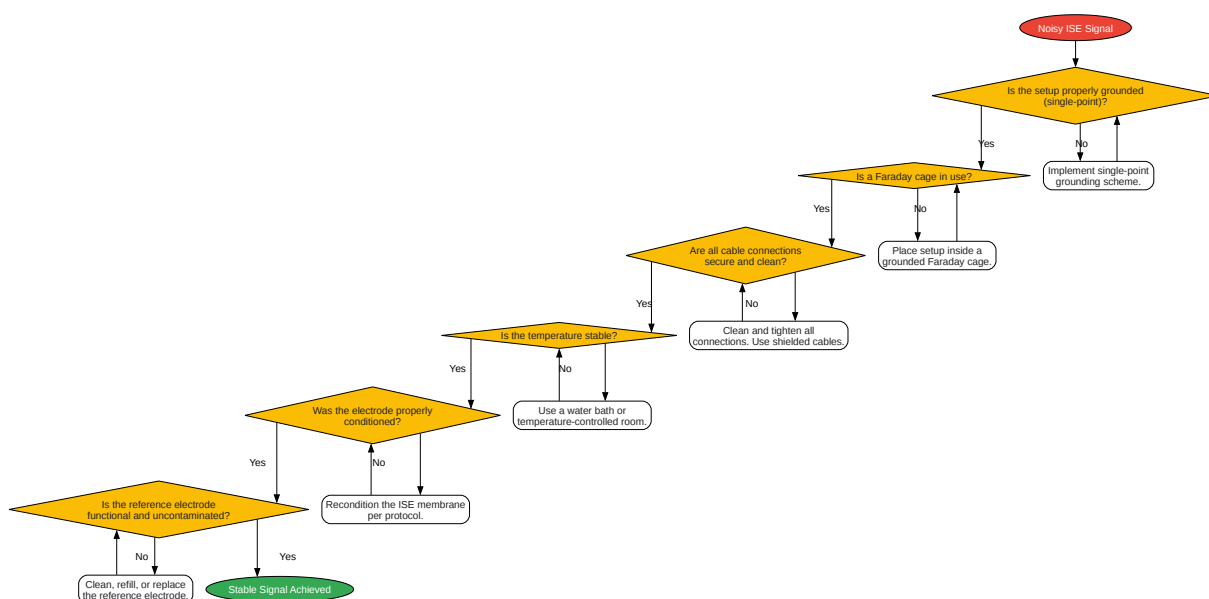 Noisy ISE Signal
Is the setup properly grounded
(single-point)?
Yes
No
Implement single-point
grounding scheme.
Is a Faraday cage in use?
Yes
No
Place setup inside a
grounded Faraday cage.
Are all cable connections
secure and clean?
Yes
No
Clean and tighten all
connections. Use shielded cables.
Is the temperature stable?
Yes
No
Use a water bath or
temperature-controlled room.
Was the electrode properly
conditioned?
Yes
No
Recondition the ISE membrane
per protocol.
Is the reference electrode
functional and uncontaminated?
No
Yes
Clean, refill, or replace
the reference electrode.
Stable Signal Achieved